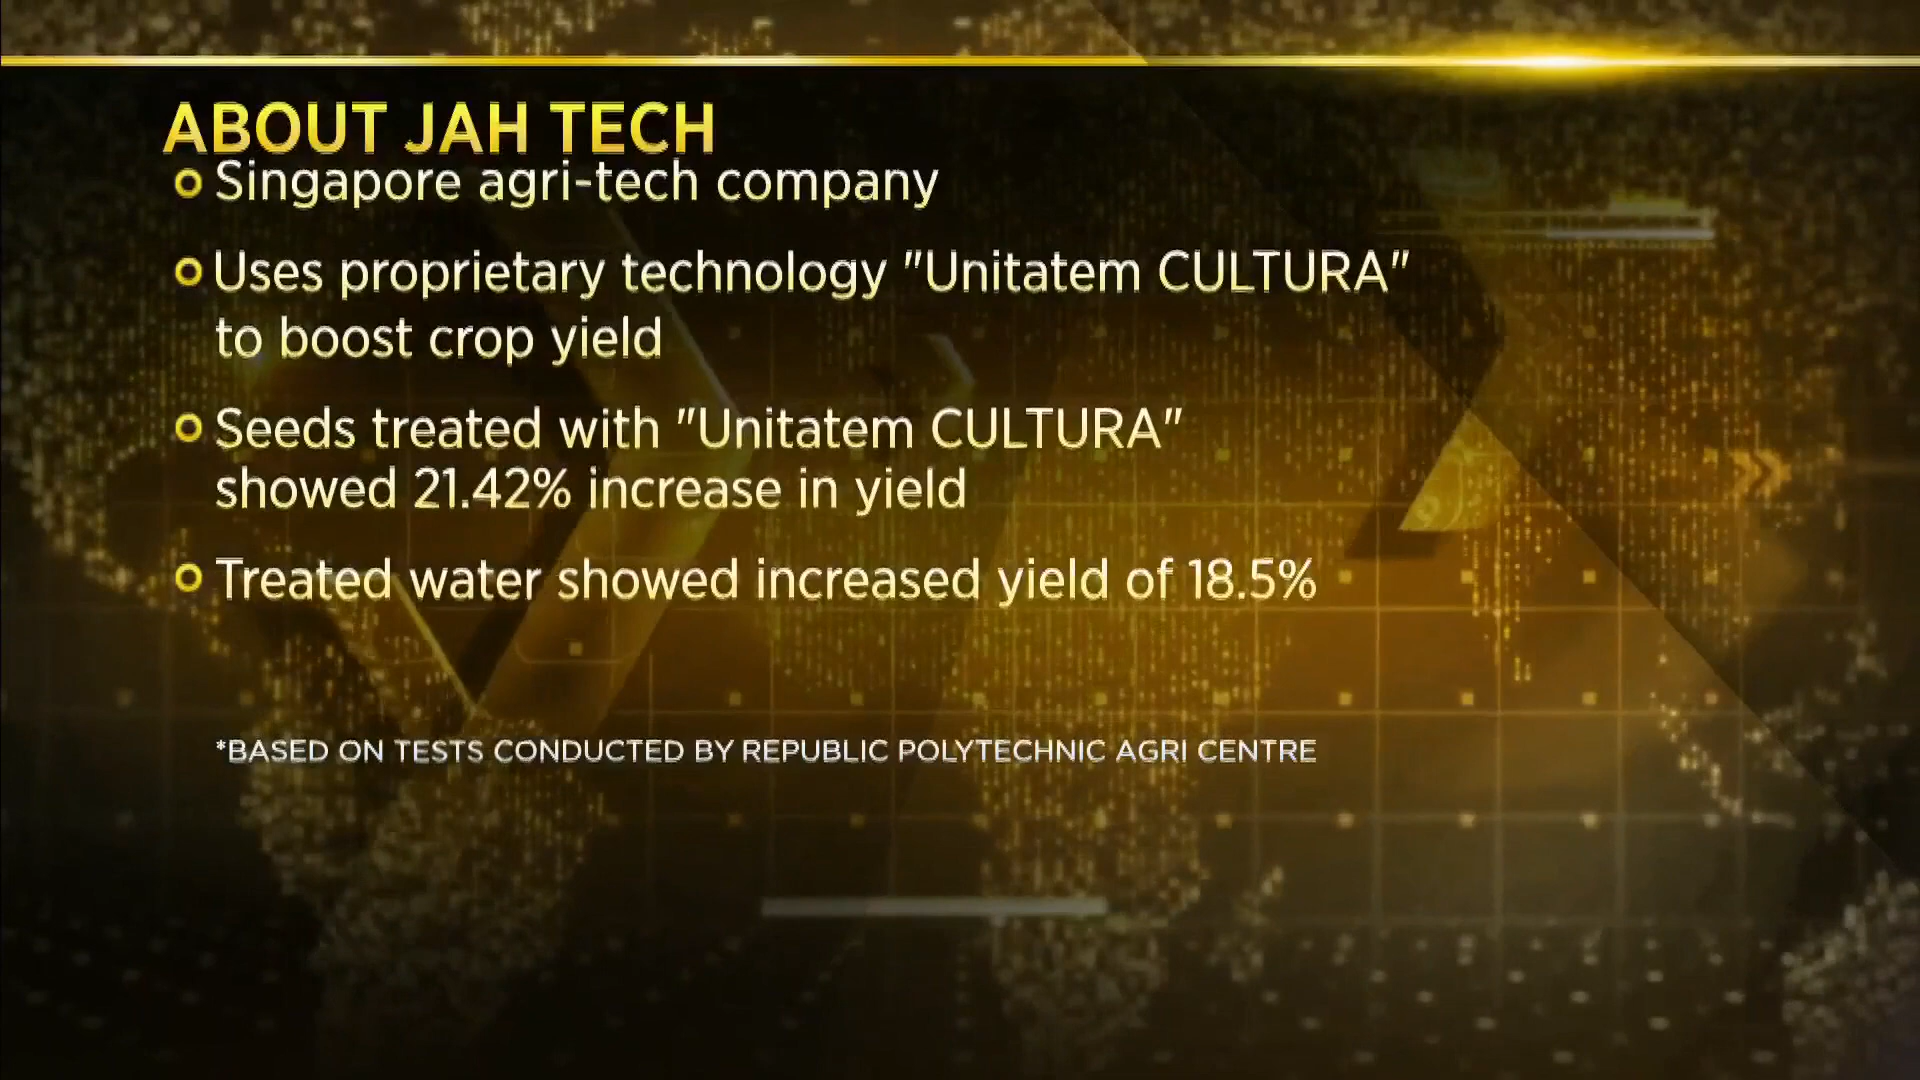 ABOUT JAH TECH
Singapore agri-tech company
Uses proprietary technology "Unitatem CULTURA"
to boost crop yield
Seeds treated with "Unitatem CULTURA"
showed 21.42% increase in yield
Treated water showed increased yield of 18.5%
*BASED ON TESTS CONDUCTED BY REPUBLIC POLYTECHNIC AGRI CENTRE